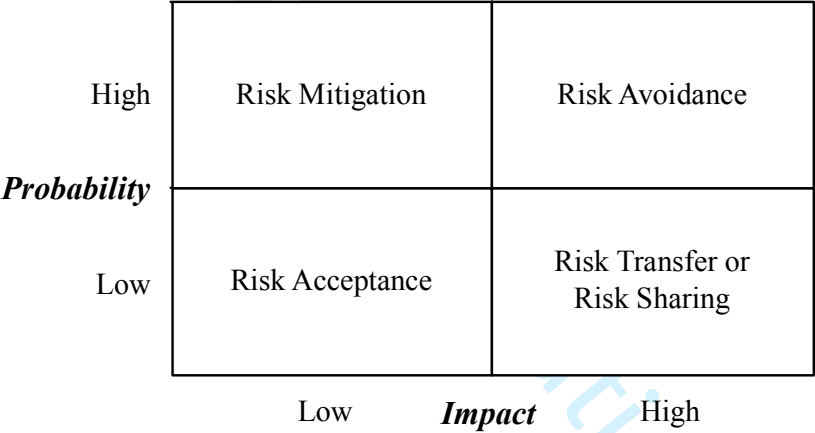 High
Risk Mitigation
Risk Avoidance
Probability
Low
Risk Acceptance
Risk Transfer or
Risk Sharing
Low
Impact
High